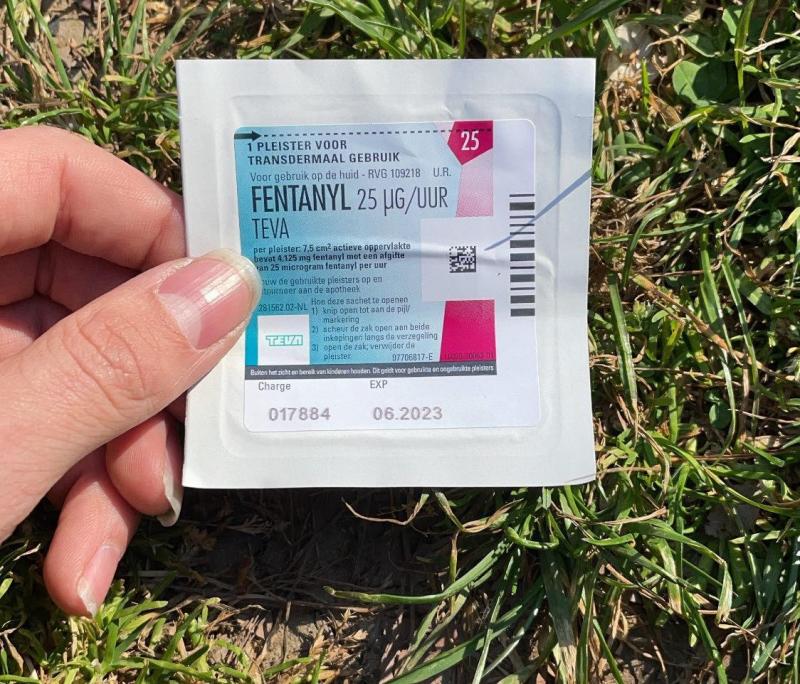 1 PLEISTER VOOR
TRANSDERMAAL GEBRUIK
25
Voor gebruik op de huid - RVG 109218 U.R.
FENTANYL 25 µG/UUR
TEVA
per pleister: 7,5 cm² actieve oppervlakte
bevat 4,125 mg fentanyl met een afgifte
van 25 microgram fentanyl per uur
uw de gebruikte pleisters op en
tourneer aan de apotheek
281562.02-NL
Hoe deze sachet te openen
1) knip open tot aan de pijl/
markering
2) scheur de zak open aan beide
inkepingen langs de verzegeling
3) open de zak; verwijder de
pleister
97706817-E
TEVA
Buiten het zicht en bereik van kinderen houden. Dit geldt voor gebruikte en ongebruikte pleisters
Charge EXP
017884 06.2023